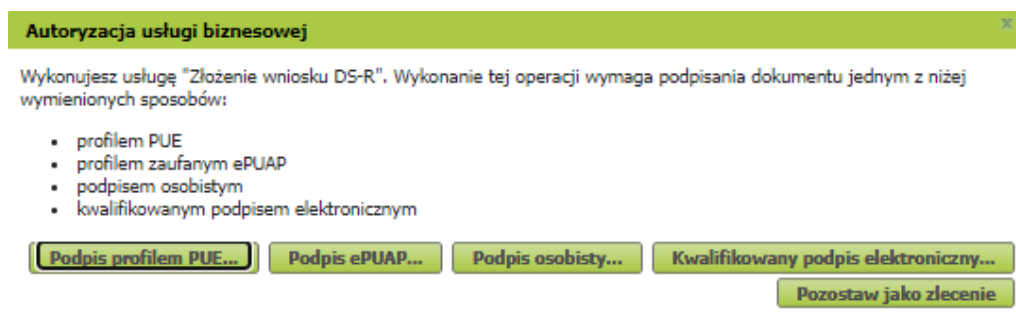 Autoryzacja usługi biznesowej
x
Wykonujesz usługę "Złożenie wniosku DS-R". Wykonanie tej operacji wymaga podpisania dokumentu jednym z niżej
wymienionych sposobów:
• profilem PUE
• profilem zaufanym ePUAP
• podpisem osobistym
• kwalifikowanym podpisem elektronicznym
Podpis profilem PUE... Podpis ePUAP... Podpis osobisty... Kwalifikowany podpis elektroniczny...
Pozostaw jako zlecenie